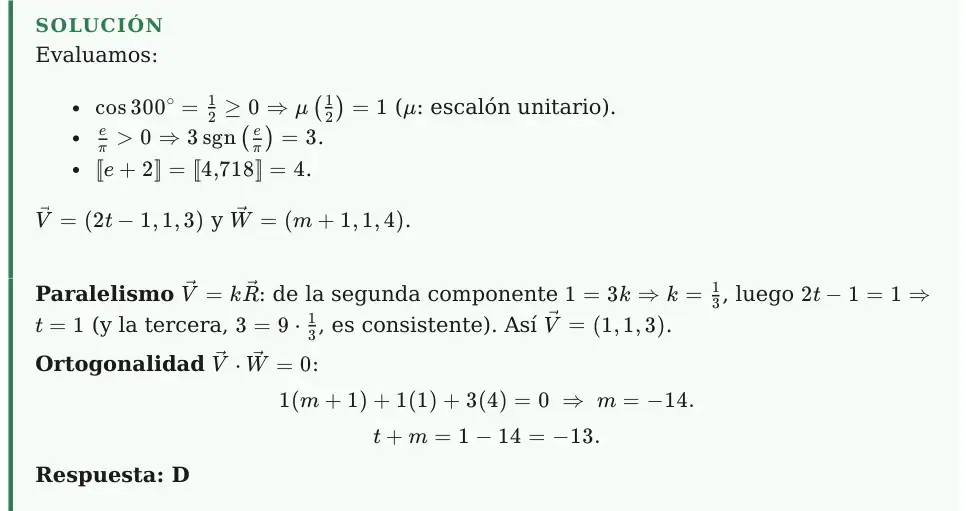 SOLUCIÓN
Evaluamos:
• cos 300° = 1/2 ≥ 0 ⇒ μ(1/2) = 1 (μ: escalón unitario).
• e/π > 0 ⇒ 3 sgn(e/π) = 3.
• ⟦e + 2⟧ = ⟦4,718⟧ = 4.
V⃗ = (2t − 1, 1, 3) y W⃗ = (m + 1, 1, 4).
Paralelismo V⃗ = kR⃗: de la segunda componente 1 = 3k ⇒ k = 1/3, luego 2t − 1 = 1 ⇒
t = 1 (y la tercera, 3 = 9 · 1/3, es consistente). Así V⃗ = (1, 1, 3).
Ortogonalidad V⃗ · W⃗ = 0:
1(m + 1) + 1(1) + 3(4) = 0 ⇒ m = −14.
t + m = 1 − 14 = −13.
Respuesta: D